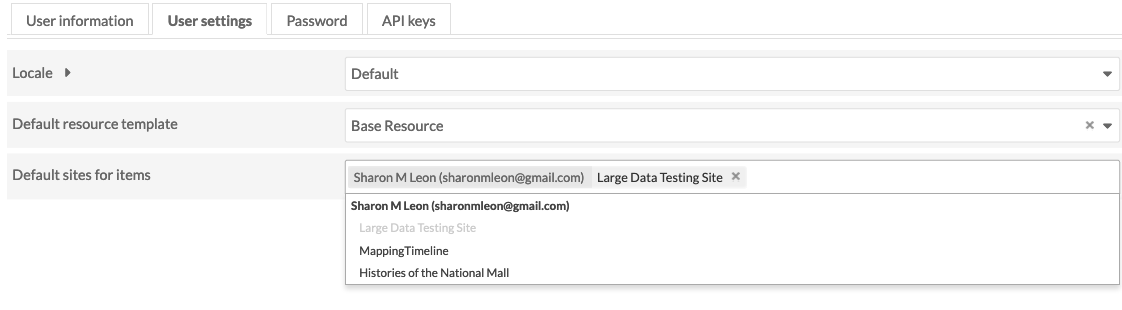 User information User settings Password API keys
Locale
Default
Default resource template
Base Resource
Default sites for items
Sharon M Leon (sharonmleon@gmail.com) Large Data Testing Site
Sharon M Leon (sharonmleon@gmail.com)
Large Data Testing Site
MappingTimeline
Histories of the National Mall